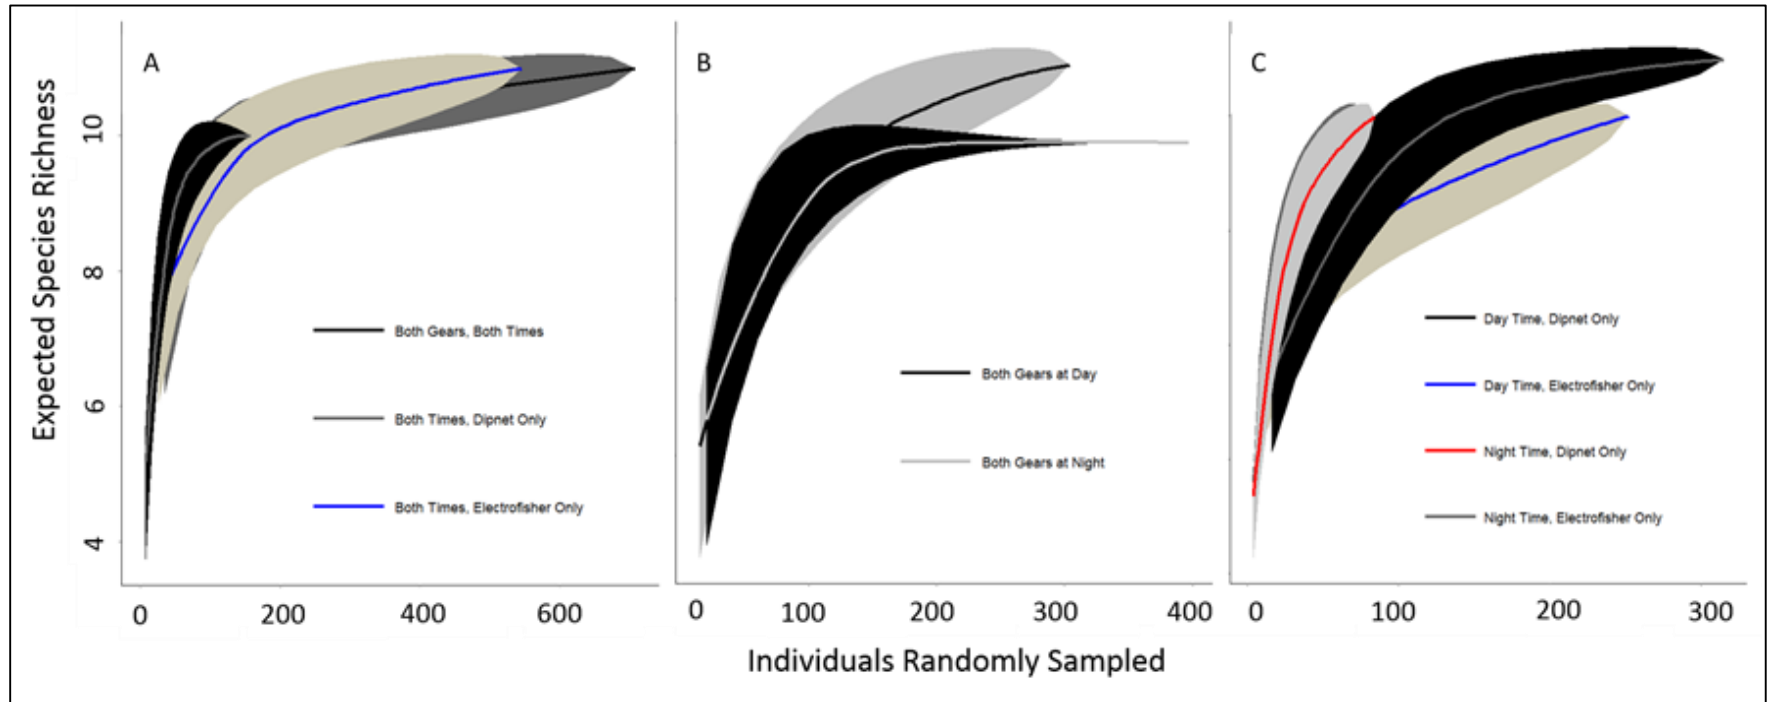 A
B
C
Expected Species Richness
10
8
6
4
Both Gears, Both Times
Both Times, Dipnet Only
Both Times, Electrofisher Only
Both Gears at Day
Both Gears at Night
Day Time, Dipnet Only
Day Time, Electrofisher Only
Night Time, Dipnet Only
Night Time, Electrofisher Only
0 200 400 600
0 100 200 300 400
0 100 200 300
Individuals Randomly Sampled